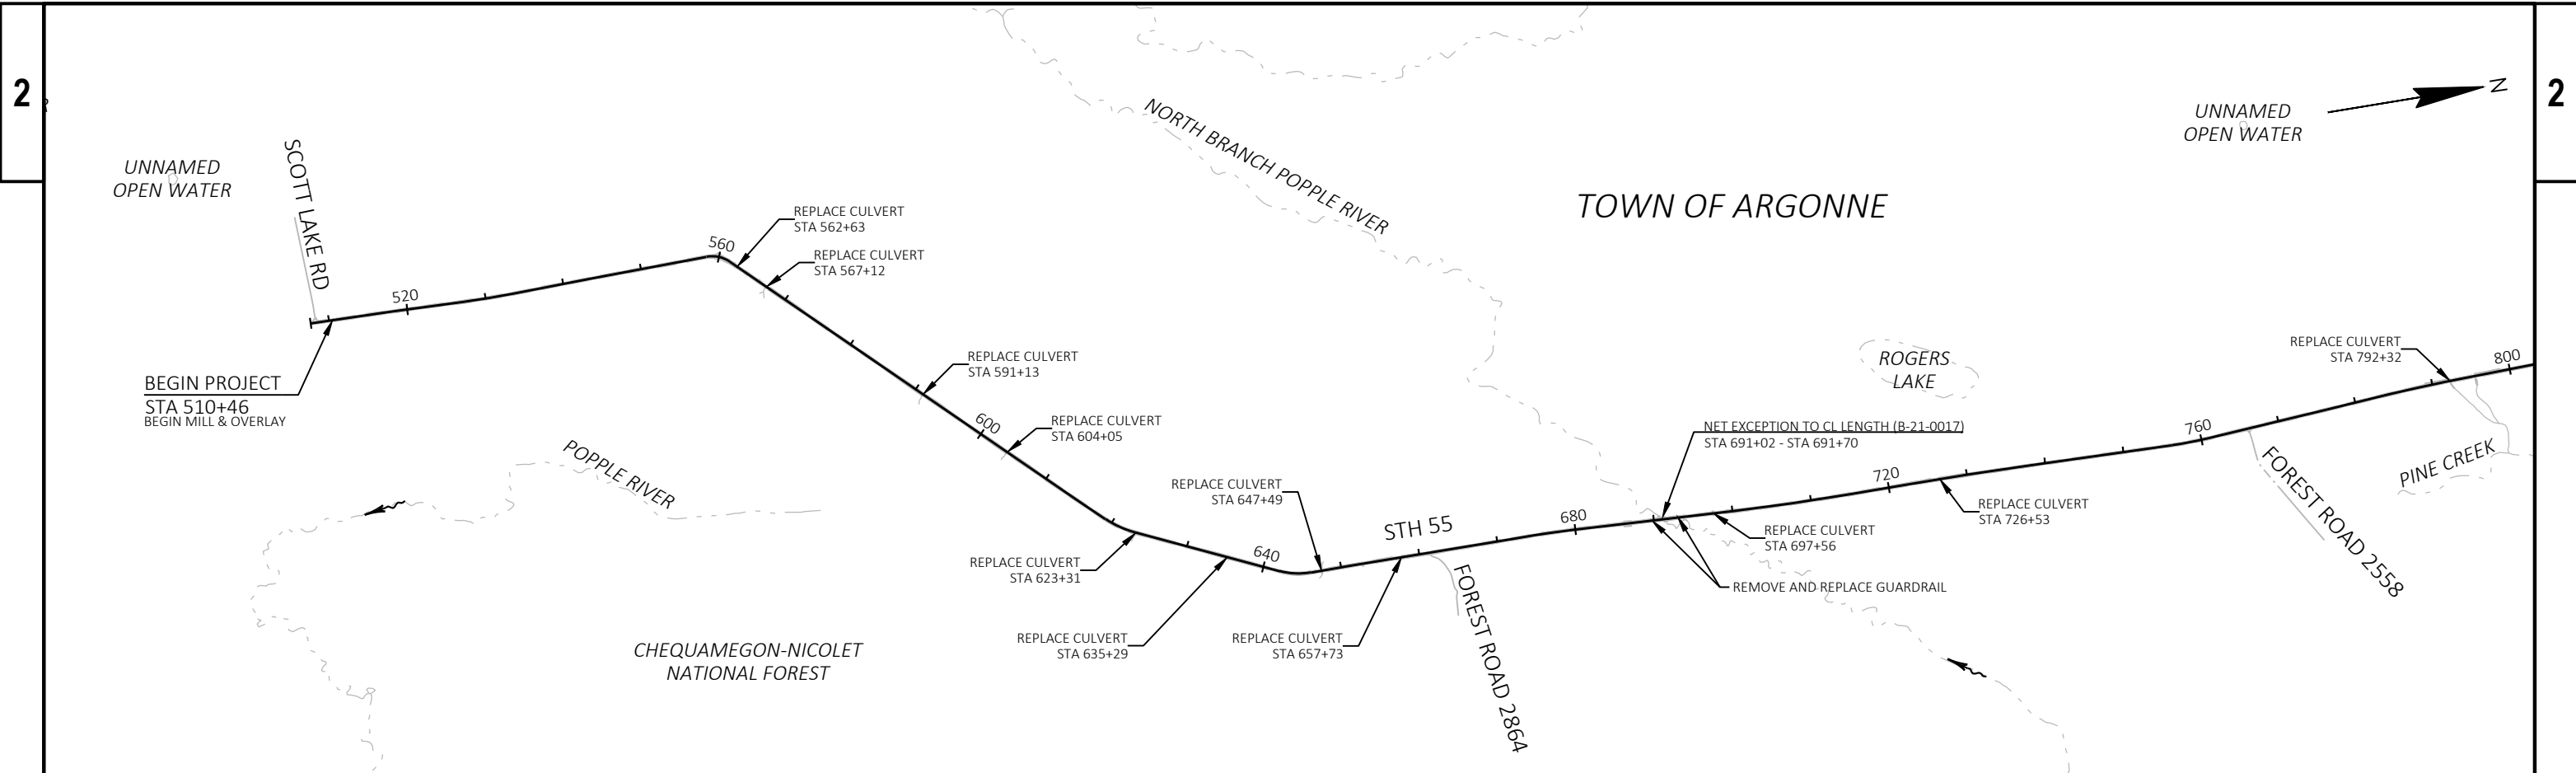 2
2
UNNAMED
OPEN WATER
SCOTT LAKE RD
NORTH BRANCH POPPLE RIVER
TOWN OF ARGONNE
UNNAMED
OPEN WATER
N
REPLACE CULVERT
STA 562+63
560
REPLACE CULVERT
STA 567+12
520
BEGIN PROJECT
STA 510+46
BEGIN MILL & OVERLAY
REPLACE CULVERT
STA 591+13
600
REPLACE CULVERT
STA 604+05
POPPLE RIVER
ROGERS
LAKE
REPLACE CULVERT
STA 792+32
800
760
NET EXCEPTION TO CL LENGTH (B-21-0017)
STA 691+02 - STA 691+70
720
REPLACE CULVERT
STA 647+49
STH 55
680
640
REPLACE CULVERT
STA 623+31
REPLACE CULVERT
STA 697+56
REPLACE CULVERT
STA 726+53
REMOVE AND REPLACE GUARDRAIL
REPLACE CULVERT
STA 635+29
REPLACE CULVERT
STA 657+73
FOREST ROAD 2864
FOREST ROAD 2558
PINE CREEK
CHEQUAMEGON-NICOLET
NATIONAL FOREST